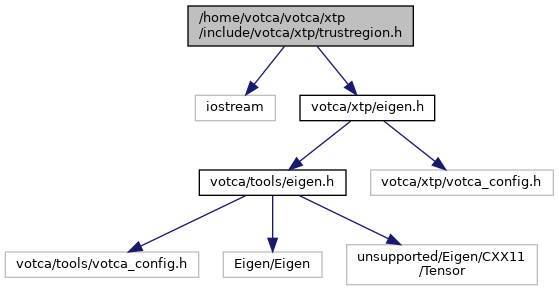 /home/votca/votca/xtp
/include/votca/xtp/trustregion.h
iostream
votca/xtp/eigen.h
votca/tools/eigen.h
votca/xtp/votca_config.h
votca/tools/votca_config.h
Eigen/Eigen
unsupported/Eigen/CXX11
/Tensor